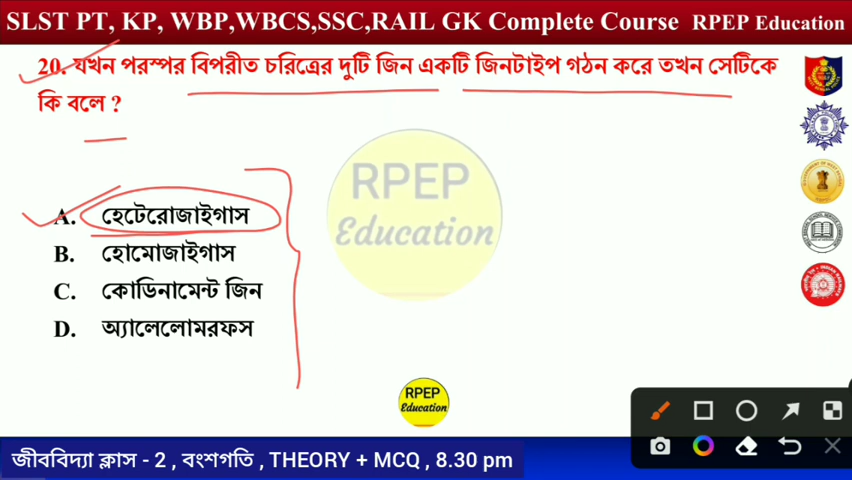 SLST PT, KP, WBP,WBCS,SSC,RAIL GK Complete Course RPEP Education
20. যখন পরস্পর বিপরীত চরিত্রের দুটি জিন একটি জিনটাইপ গঠন করে তখন সেটিকে
কি বলে ?
RPEP
Education
A. হেটেরোজাইগাস
B. হোমোজাইগাস
C. কোডিনামেন্ট জিন
D. অ্যালেলোমরফস
RPEP
Education
জীববিদ্যা ক্লাস - 2 , বংশগতি , THEORY + MCQ , 8.30 pm